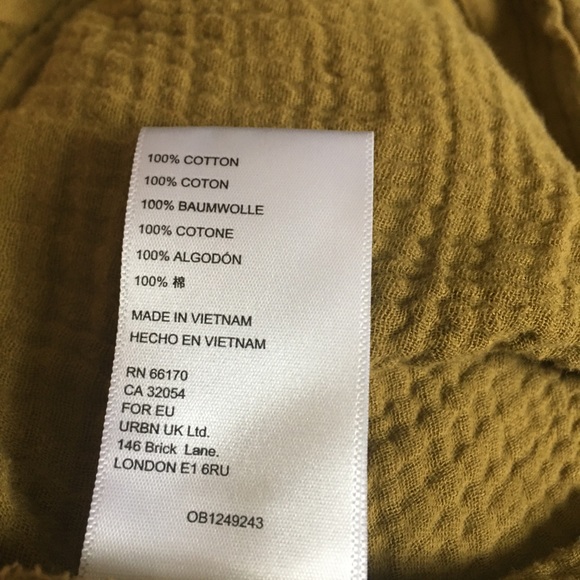 100% COTTON
100% COTON
100% BAUMWOLLE
100% COTONE
100% ALGODÓN
100% 棉
MADE IN VIETNAM
HECHO EN VIETNAM
RN 66170
CA 32054
FOR EU
URBN UK Ltd.
146 Brick Lane.
LONDON E1 6RU
OB1249243